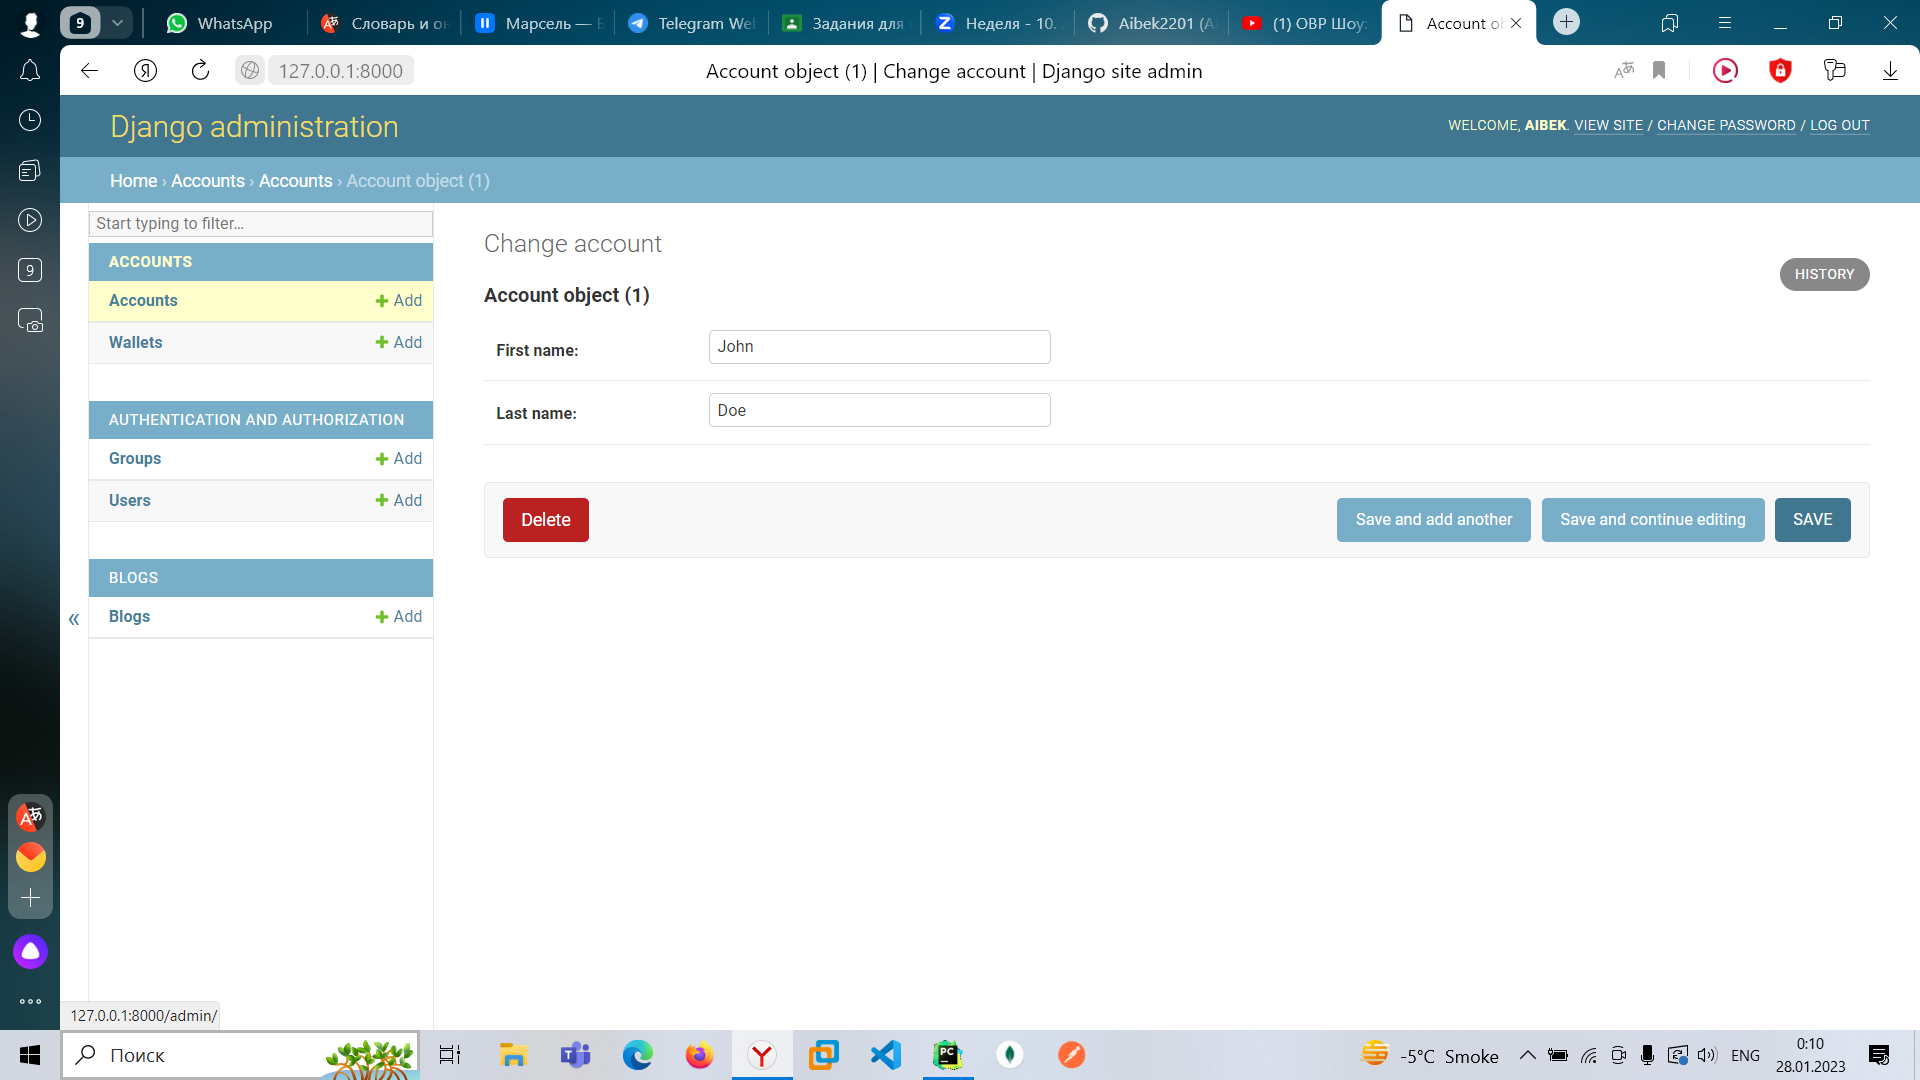 9
WhatsApp
Словарь и он
Марсель — Б
Telegram We
Задания для
Неделя - 10.
Aibek2201 (A
(1) ОВР Шоу:
Account ob
127.0.0.1:8000
Account object (1) | Change account | Django site admin
Django administration
WELCOME, AIBEK. VIEW SITE / CHANGE PASSWORD / LOG OUT
Home › Accounts › Accounts › Account object (1)
Start typing to filter...
ACCOUNTS
Accounts Add
Wallets Add
AUTHENTICATION AND AUTHORIZATION
Groups Add
Users Add
BLOGS
Blogs Add
«
Change account
HISTORY
Account object (1)
First name: John
Last name: Doe
Delete
Save and add another
Save and continue editing
SAVE
9
127.0.0.1:8000/admin/
Поиск
-5°C Smoke
ENG
0:10
28.01.2023